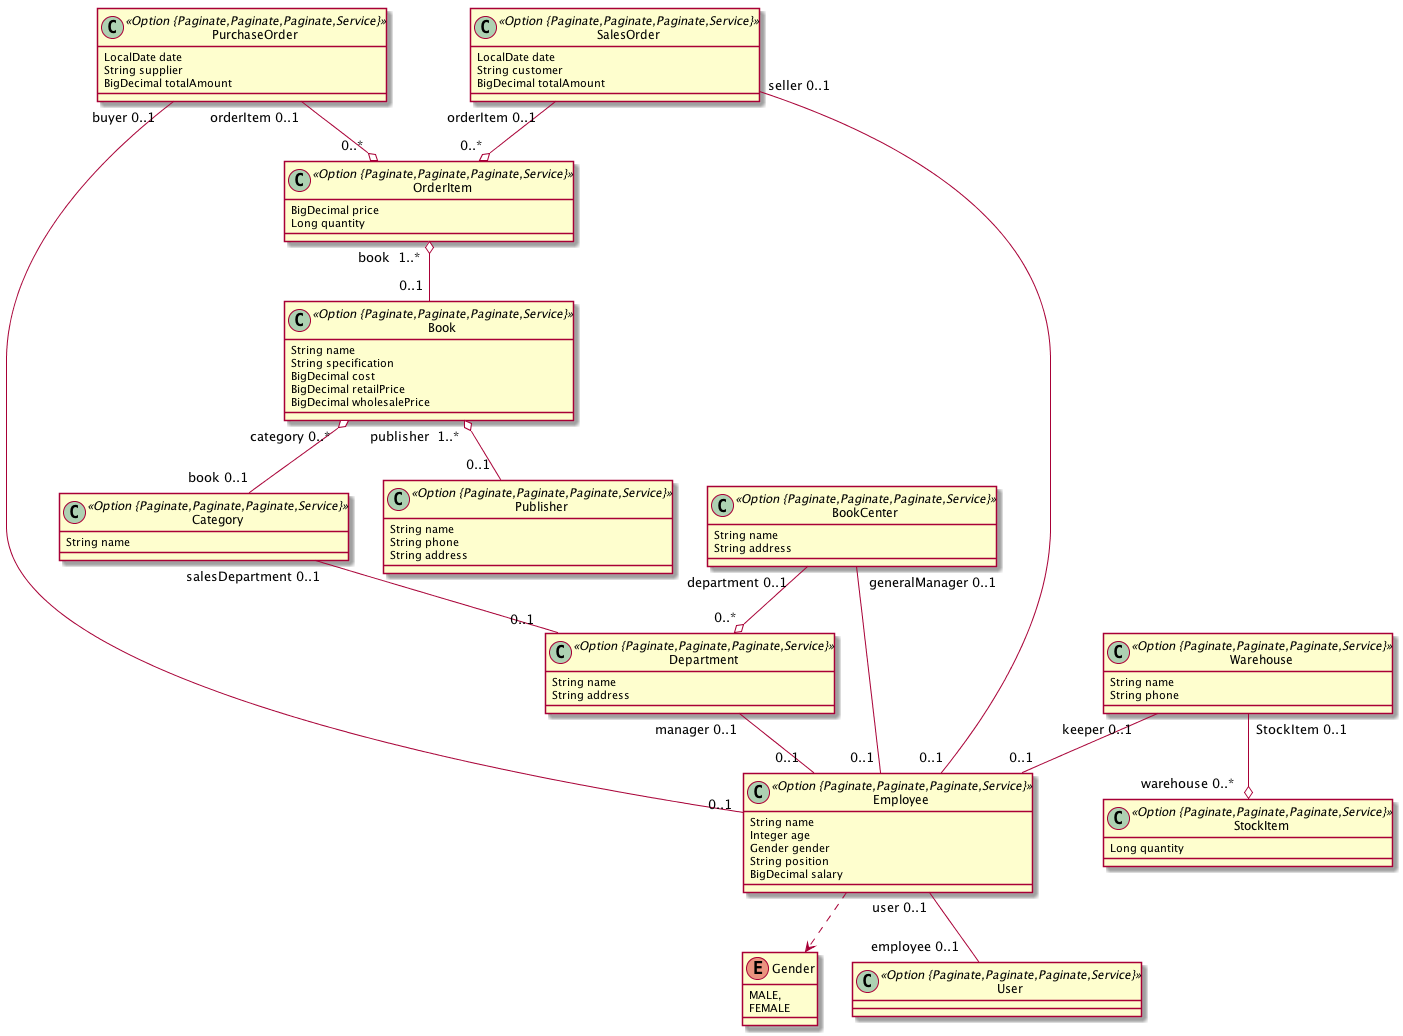 C «Option {Paginate,Paginate,Paginate,Service}»
PurchaseOrder
LocalDate date
String supplier
BigDecimal totalAmount
C «Option {Paginate,Paginate,Paginate,Service}»
SalesOrder
LocalDate date
String customer
BigDecimal totalAmount
seller 0..1
buyer 0..1
orderItem 0..1
orderItem 0..1
0..*
0..*
C «Option {Paginate,Paginate,Paginate,Service}»
OrderItem
BigDecimal price
Long quantity
book 1..*
0..1
C «Option {Paginate,Paginate,Paginate,Service}»
Book
String name
String specification
BigDecimal cost
BigDecimal retailPrice
BigDecimal wholesalePrice
category 0..*
publisher 1..*
book 0..1
0..1
C «Option {Paginate,Paginate,Paginate,Service}»
Category
String name
C «Option {Paginate,Paginate,Paginate,Service}»
Publisher
String name
String phone
String address
C «Option {Paginate,Paginate,Paginate,Service}»
BookCenter
String name
String address
salesDepartment 0..1
department 0..1
generalManager 0..1
0..1
0..*
C «Option {Paginate,Paginate,Paginate,Service}»
Department
String name
String address
C «Option {Paginate,Paginate,Paginate,Service}»
Warehouse
String name
String phone
manager 0..1
keeper 0..1
StockItem 0..1
0..1
0..1
0..1
0..1
warehouse 0..*
0..1
C «Option {Paginate,Paginate,Paginate,Service}»
Employee
String name
Integer age
Gender gender
String position
BigDecimal salary
C «Option {Paginate,Paginate,Paginate,Service}»
StockItem
Long quantity
user 0..1
employee 0..1
E Gender
MALE,
FEMALE
C «Option {Paginate,Paginate,Paginate,Service}»
User